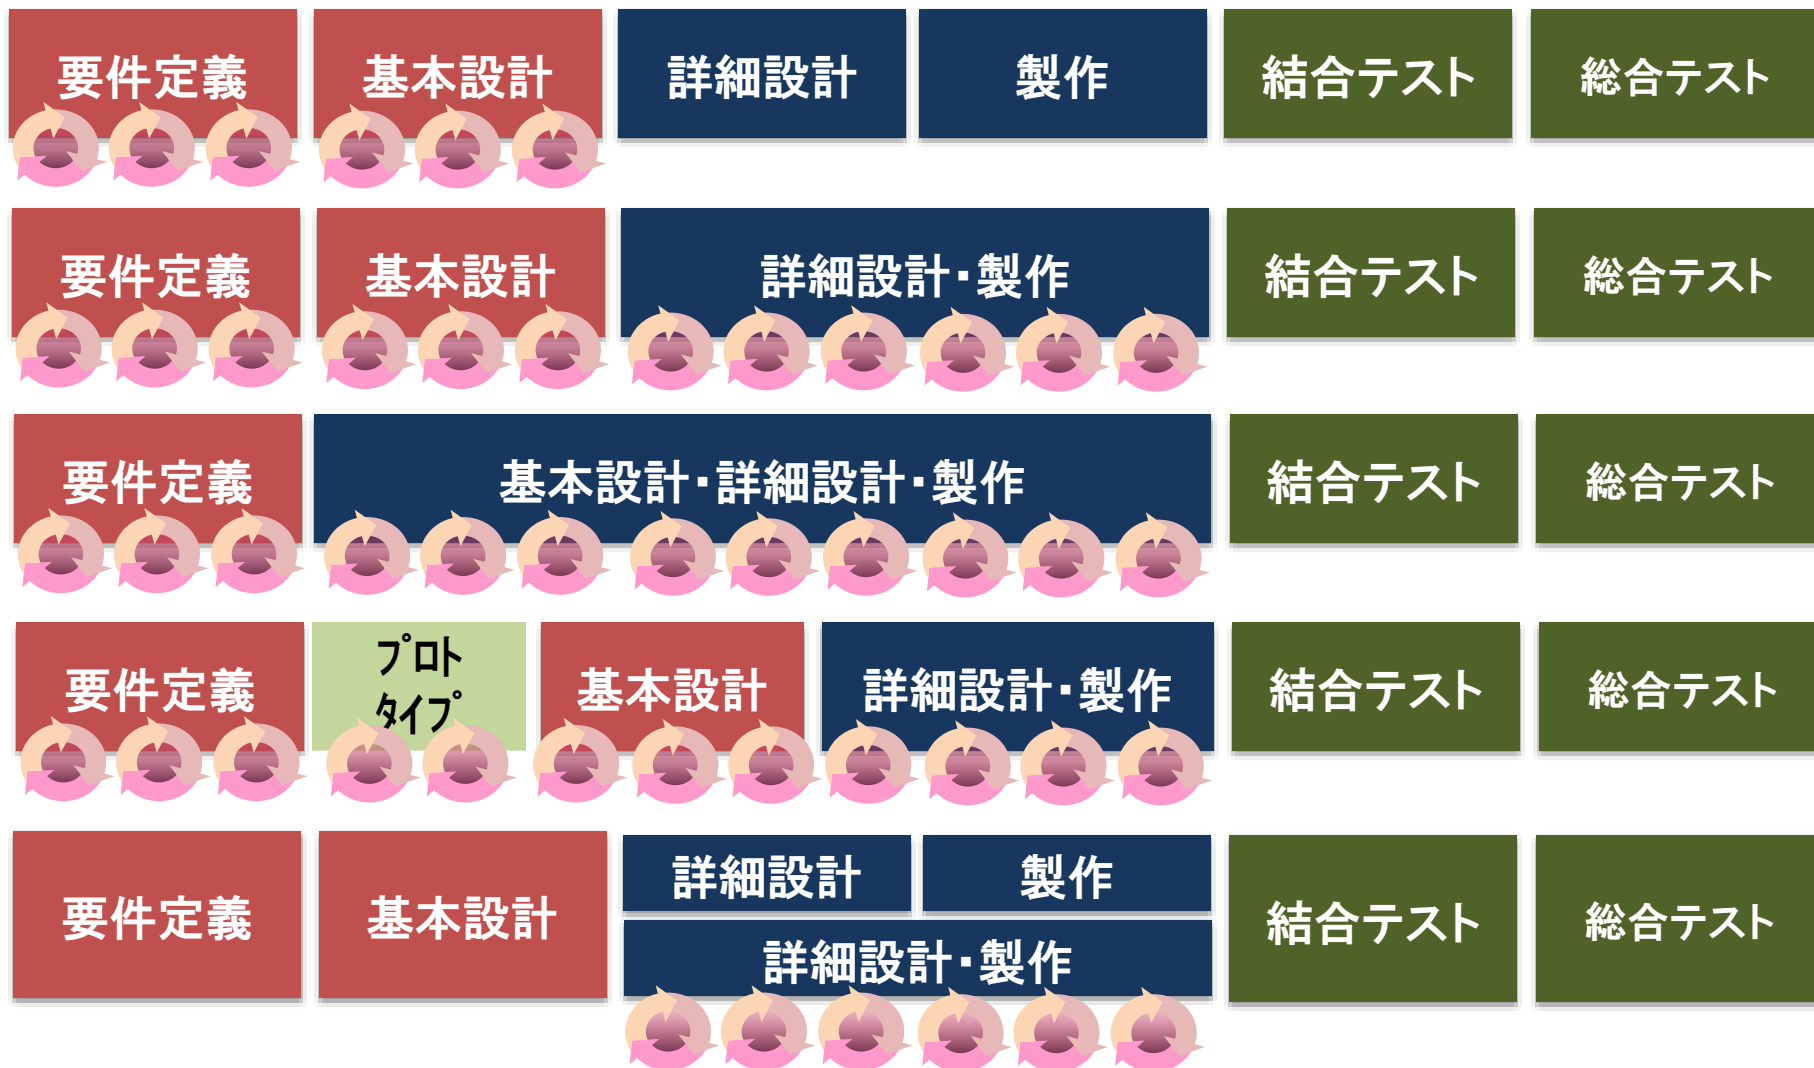 要件定義
基本設計
詳細設計
製作
結合テスト
総合テスト
要件定義
基本設計
詳細設計・製作
結合テスト
総合テスト
要件定義
基本設計・詳細設計・製作
結合テスト
総合テスト
要件定義
ﾌﾟﾛﾄ
ﾀｲﾌﾟ
基本設計
詳細設計・製作
結合テスト
総合テスト
要件定義
基本設計
詳細設計
製作
詳細設計・製作
結合テスト
総合テスト